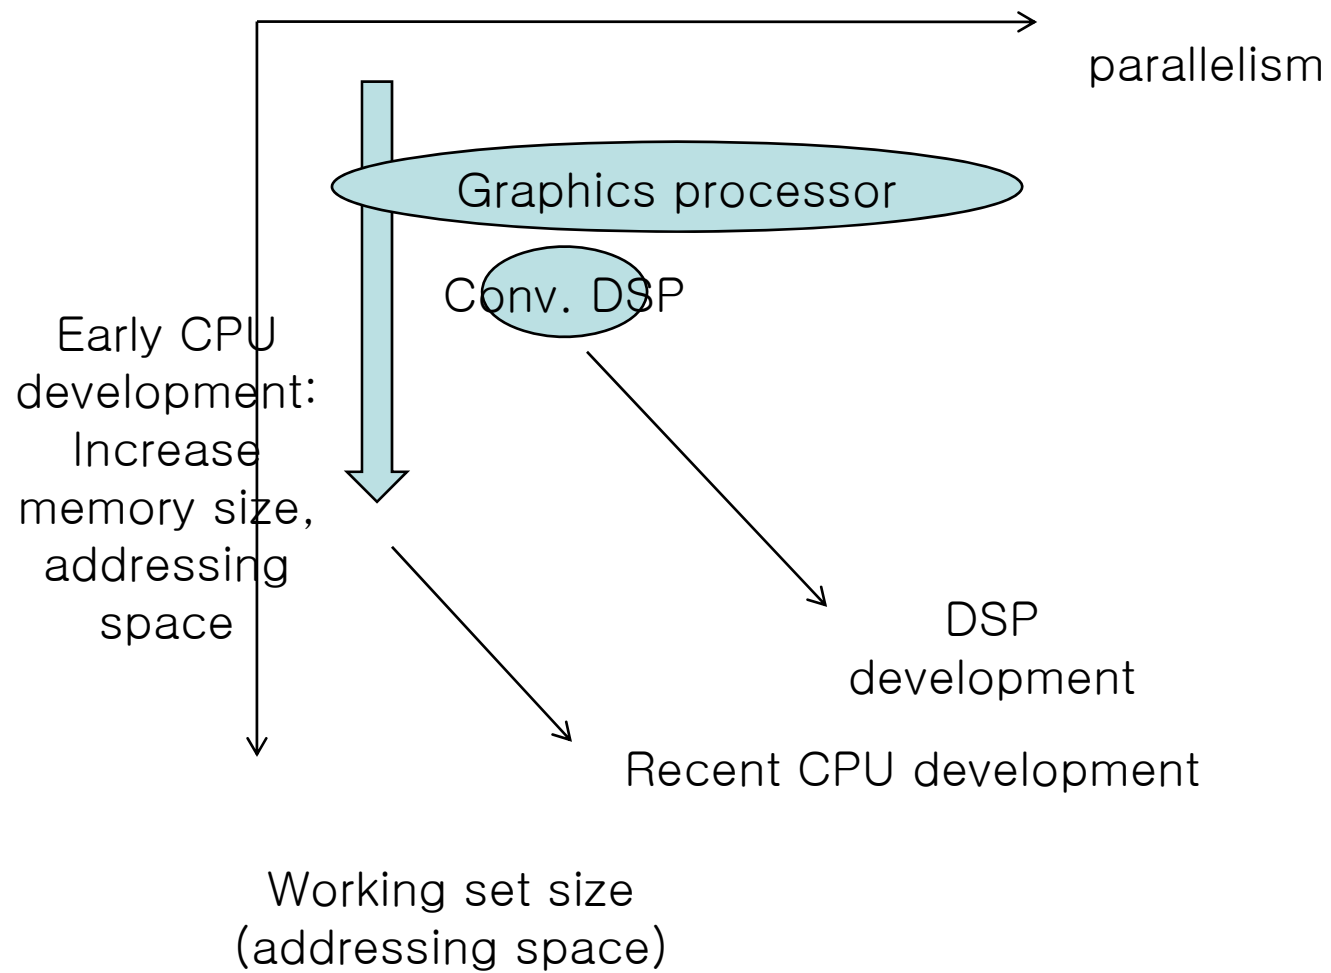 parallelism
Graphics processor
Conv. DSP
Early CPU
development:
Increase
memory size,
addressing
space
DSP
development
Recent CPU development
Working set size
(addressing space)